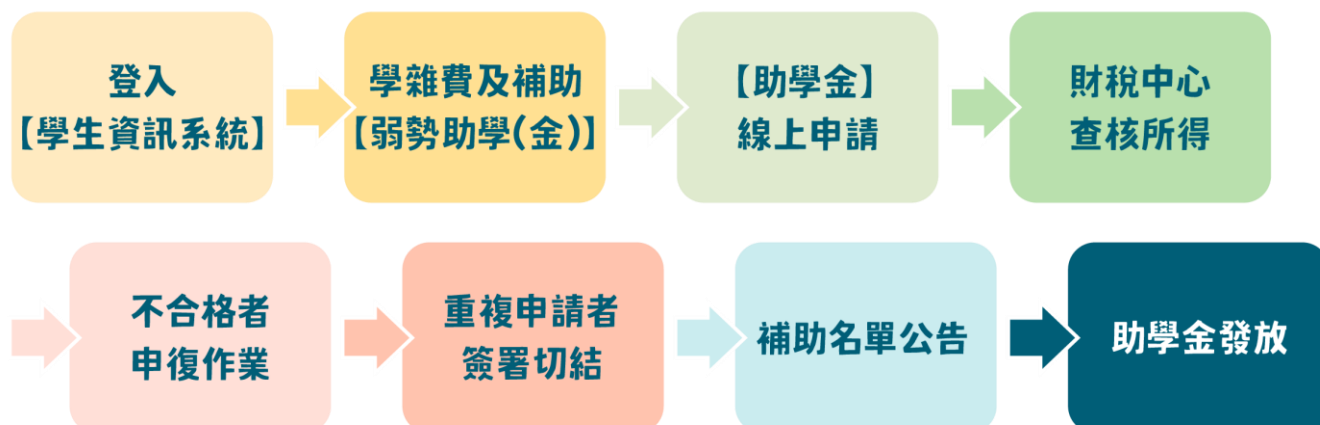 登入
【學生資訊系統】
學雜費及補助
【弱勢助學(金)】
【助學金】
線上申請
財稅中心
查核所得
不合格者
申復作業
重複申請者
簽署切結
補助名單公告
助學金發放